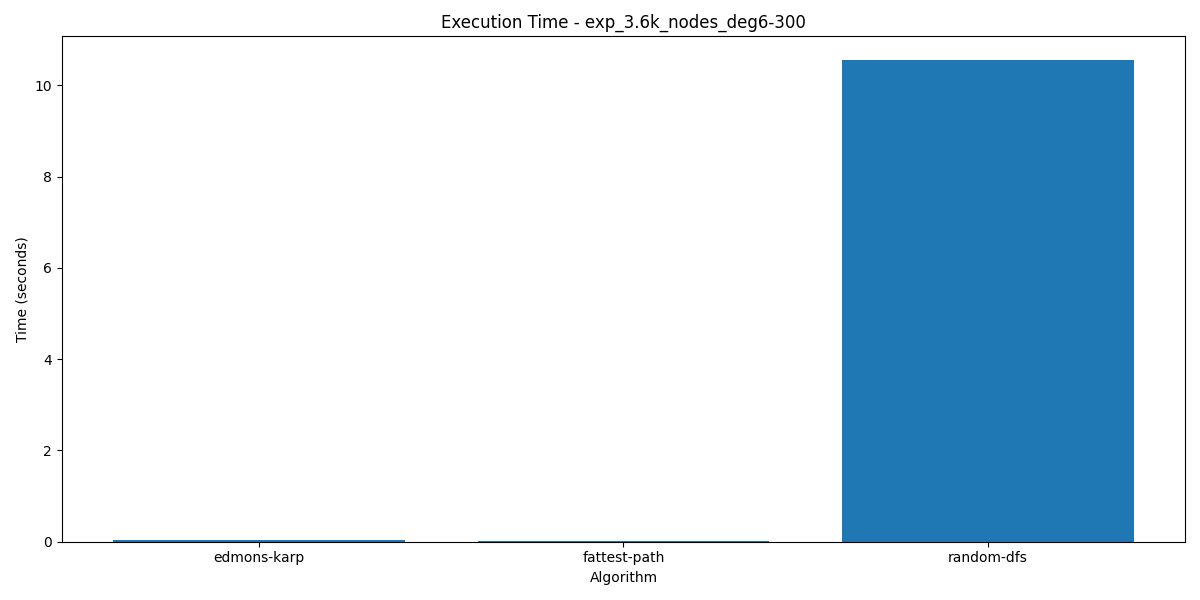 Execution Time - exp_3.6k_nodes_deg6-300
10
8
6
4
2
0
Time (seconds)
edmons-karp
fattest-path
random-dfs
Algorithm